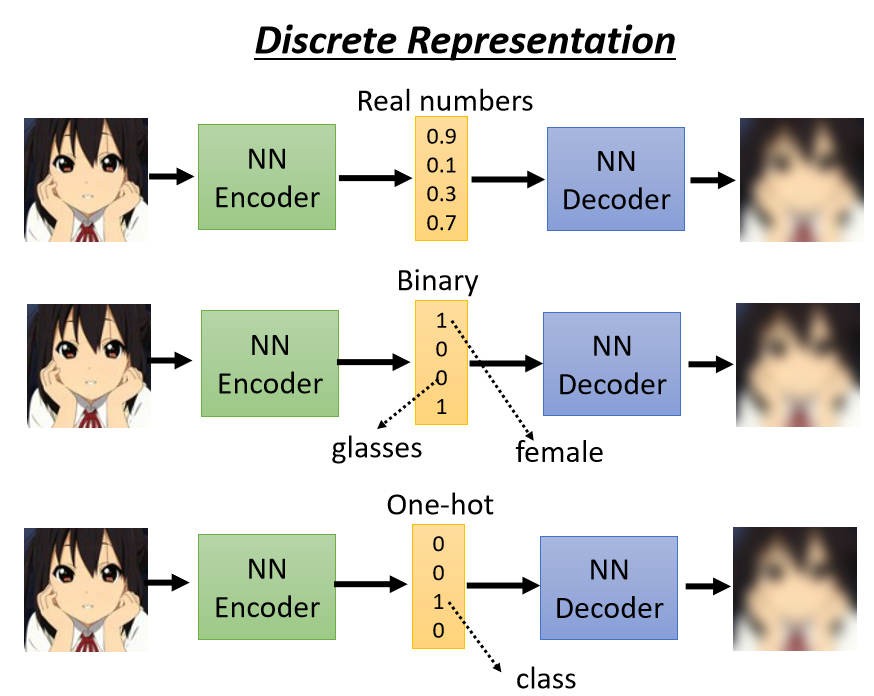 Discrete Representation
Real numbers
NN
Encoder
0.9
0.1
0.3
0.7
NN
Decoder
Binary
NN
Encoder
1
0
0
1
NN
Decoder
glasses
female
One-hot
NN
Encoder
0
0
1
0
NN
Decoder
class